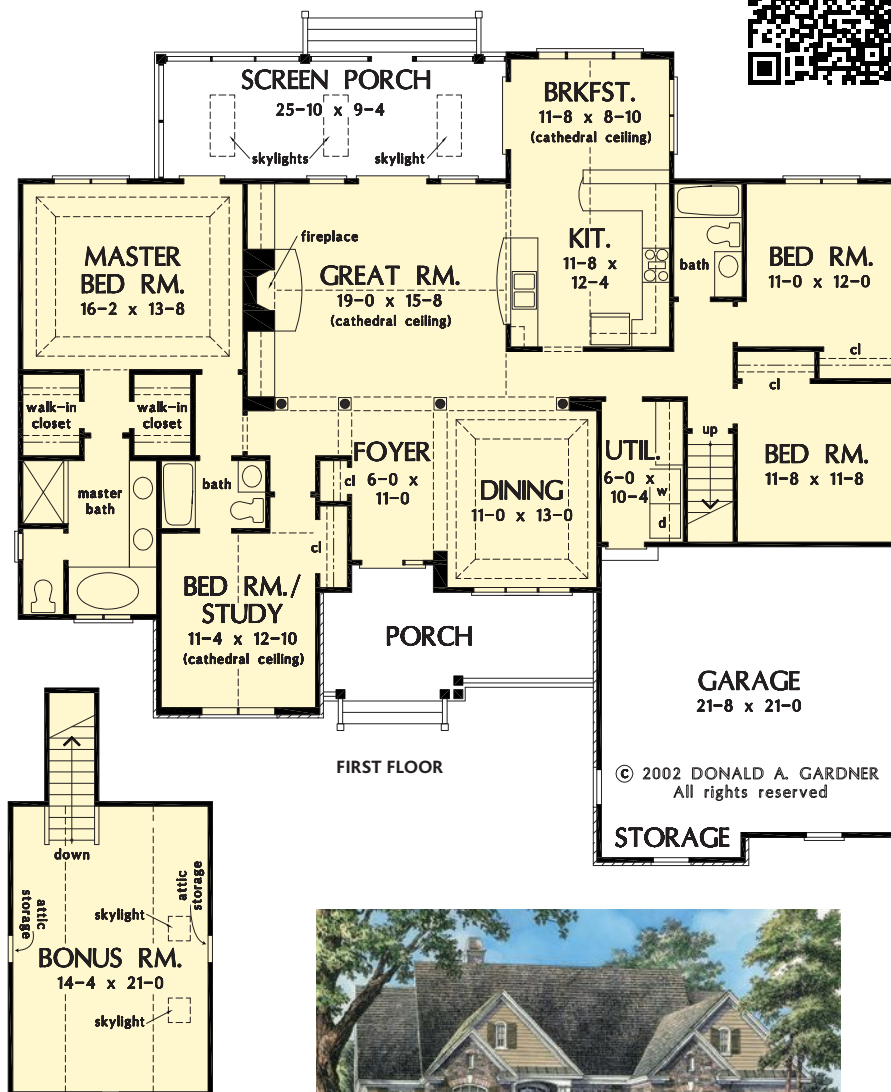 SCREEN PORCH
25-10 x 9-4
skylights
skylight
BRKFST.
11-8 x 8-10
(cathedral ceiling)
MASTER
BED RM.
16-2 x 13-8
fireplace
GREAT RM.
19-0 x 15-8
(cathedral ceiling)
KIT.
11-8 x
12-4
bath
BED RM.
11-0 x 12-0
cl
cl
walk-in
closet
walk-in
closet
master
bath
bath
cl
FOYER
6-0 x
11-0
DINING
11-0 x 13-0
UTIL.
6-0 x
10-4
w
d
up
BED RM.
11-8 x 11-8
cl
BED RM./
STUDY
11-4 x 12-10
(cathedral ceiling)
PORCH
GARAGE
21-8 x 21-0
© 2002 DONALD A. GARDNER
All rights reserved
STORAGE
FIRST FLOOR
down
attic
storage
attic
storage
skylight
BONUS RM.
14-4 x 21-0
skylight